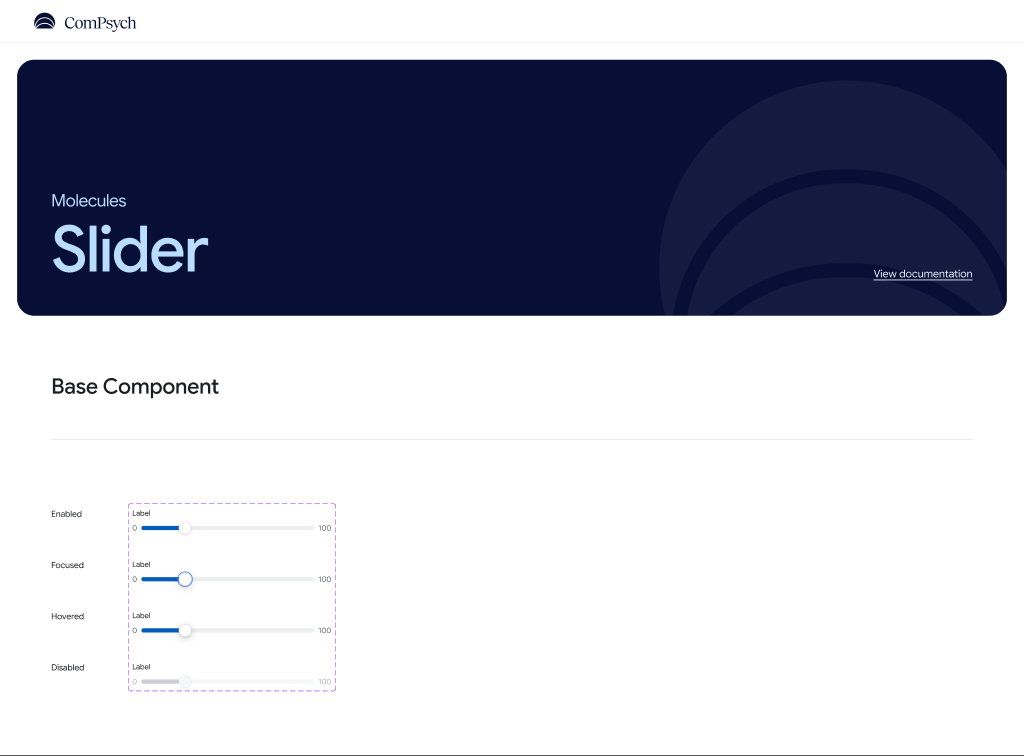 ComPsych
Molecules
Slider
View documentation
Base Component
Enabled
Label
0 100
Focused
Label
0 100
Hovered
Label
0 100
Disabled
Label
0 100